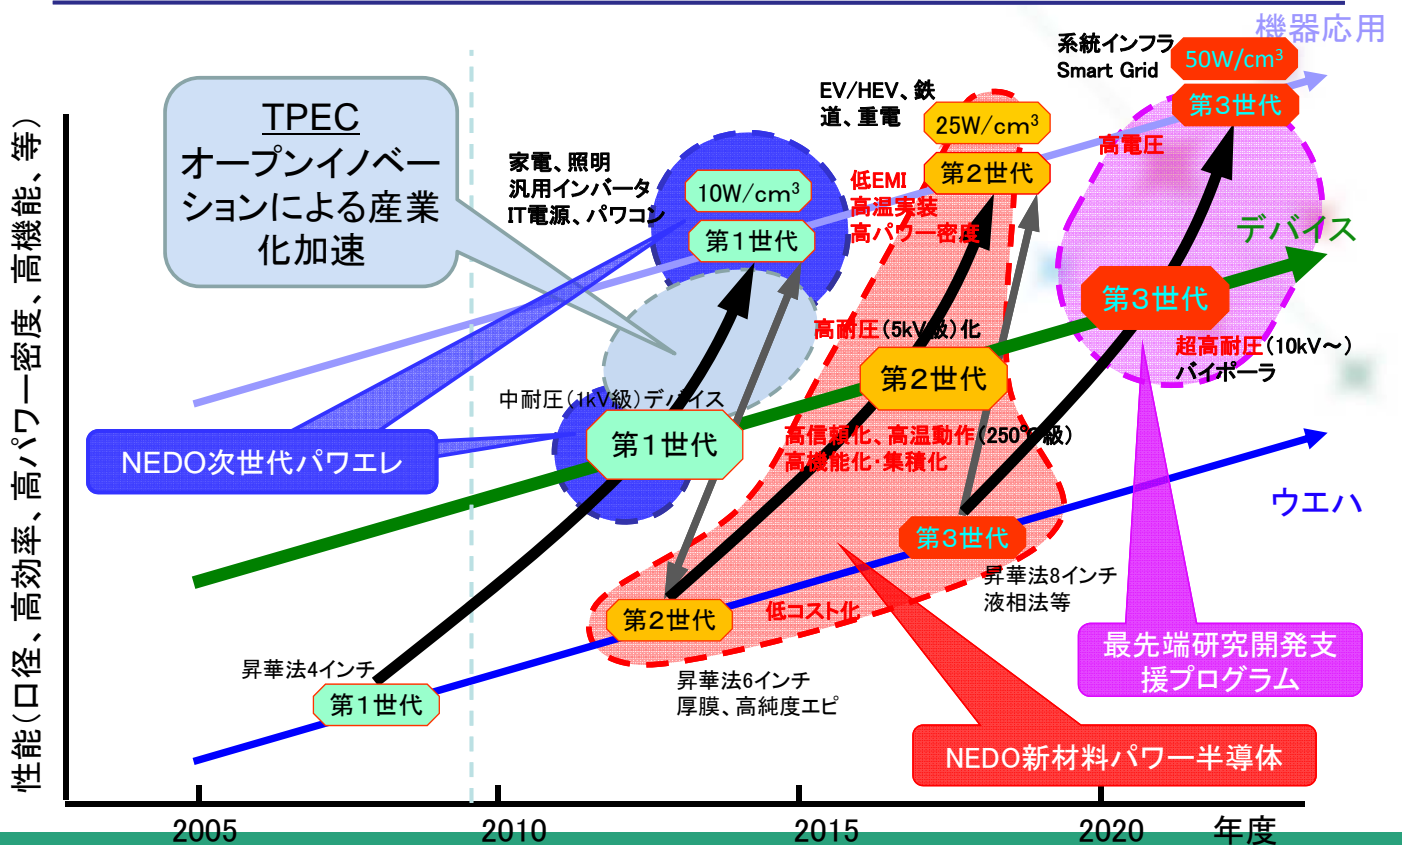 機器応用
系統インフラ
Smart Grid
50W/cm³
第3世代
EV/HEV、鉄
道、重電
25W/cm³
第2世代
高電圧
TPEC
オープンイノベー
ションによる産業
化加速
家電、照明
汎用インバータ
IT電源、パワコン
10W/cm³
第1世代
低EMI
高温実装
高パワー密度
デバイス
第3世代
高耐圧(5kV級)化
超高耐圧(10kV～)
バイポーラ
第2世代
中耐圧(1kV級)デバイス
第1世代
高信頼化、高温動作(250℃級)
高機能化・集積化
NEDO次世代パワエレ
ウエハ
第3世代
昇華法8インチ
液相法等
第2世代
低コスト化
昇華法6インチ
厚膜、高純度エピ
昇華法4インチ
第1世代
最先端研究開発支
援プログラム
NEDO新材料パワー半導体
性能(口径、高効率、高パワー密度、高機能、等)
2005
2010
2015
2020
年度